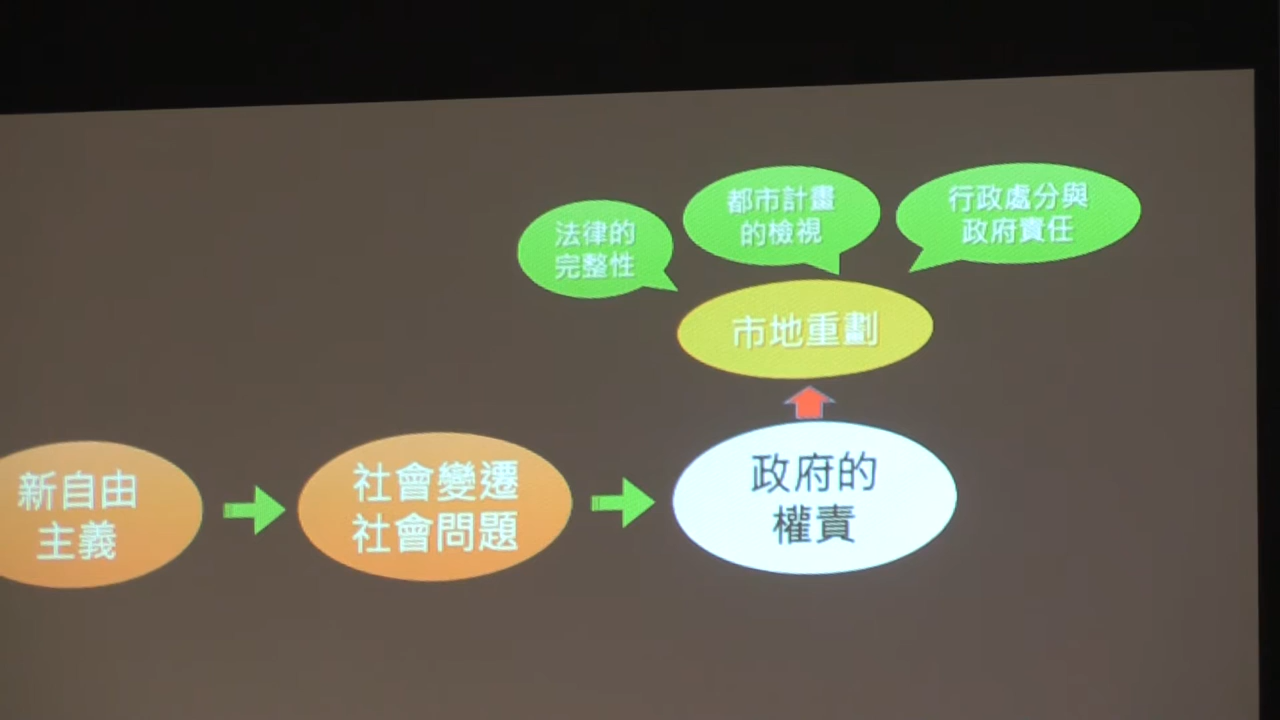 法律的
完整性
都市計畫
的檢視
行政處分與
政府責任
市地重劃
新自由
主義
社會變遷
社會問題
政府的
權責